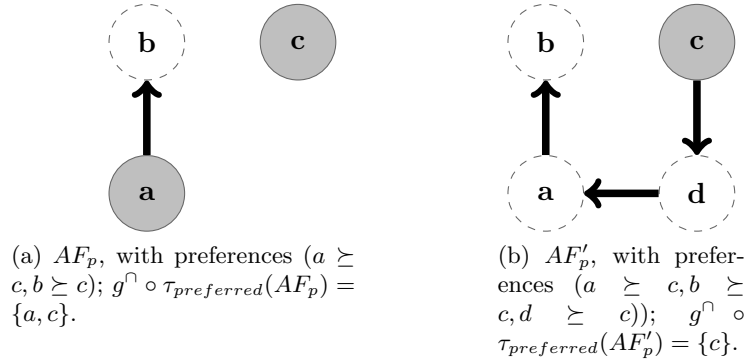 b
c
a
b
c
a
d
(a) AF_p, with preferences (a ⪰
c, b ⪰ c); g^∩ ∘ τ_preferred(AF_p) =
{a, c}.
(b) AF′_p, with prefer-
ences (a ⪰ c, b ⪰
c, d ⪰ c)); g^∩ ∘
τ_preferred(AF′_p) = {c}.